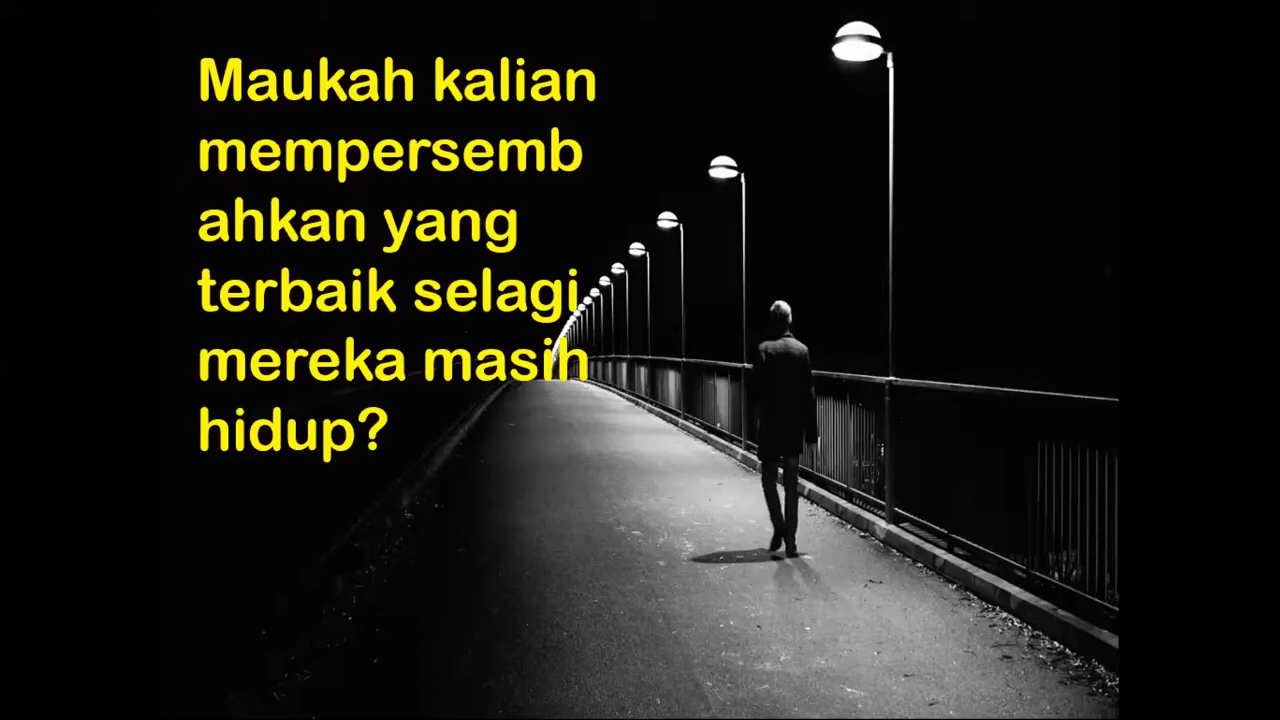 Maukah kalian
mempersemb
ahkan yang
terbaik selagi
mereka masih
hidup?